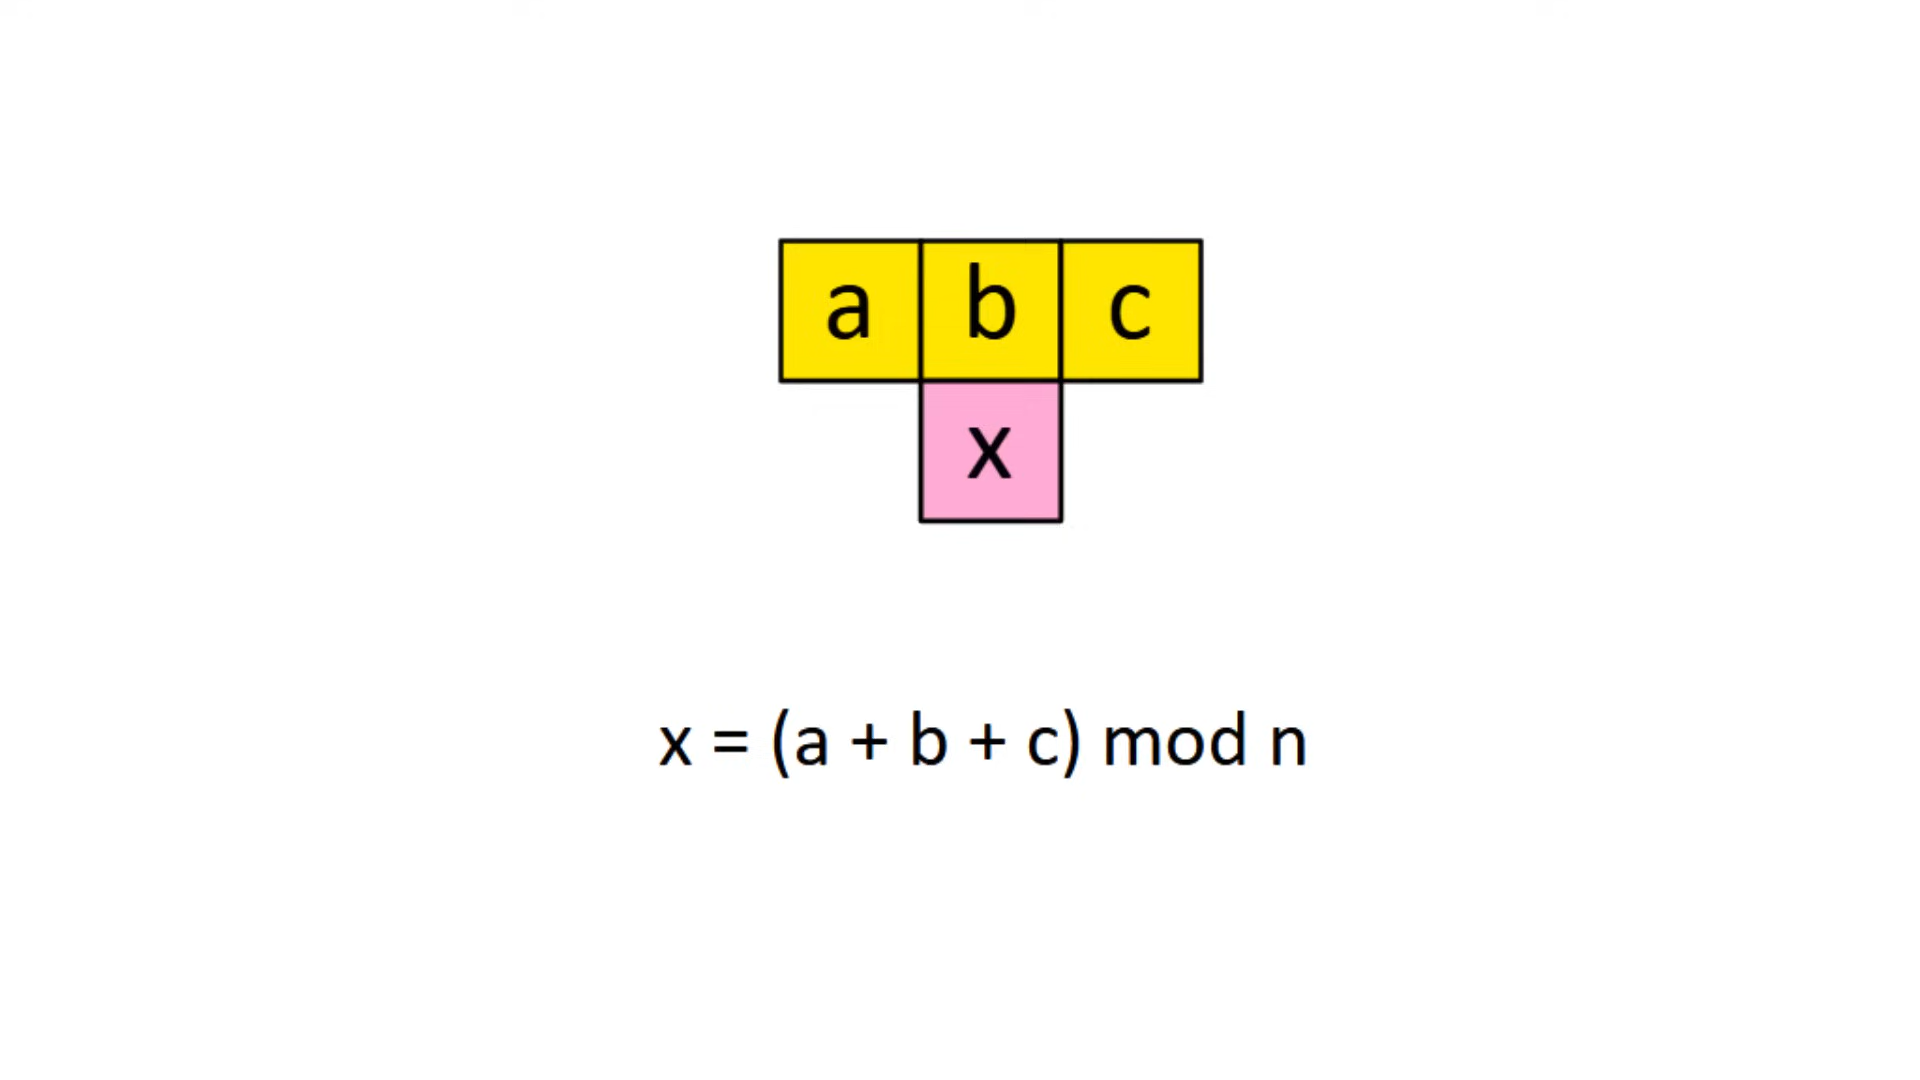 a b c
x
x = (a + b + c) mod n